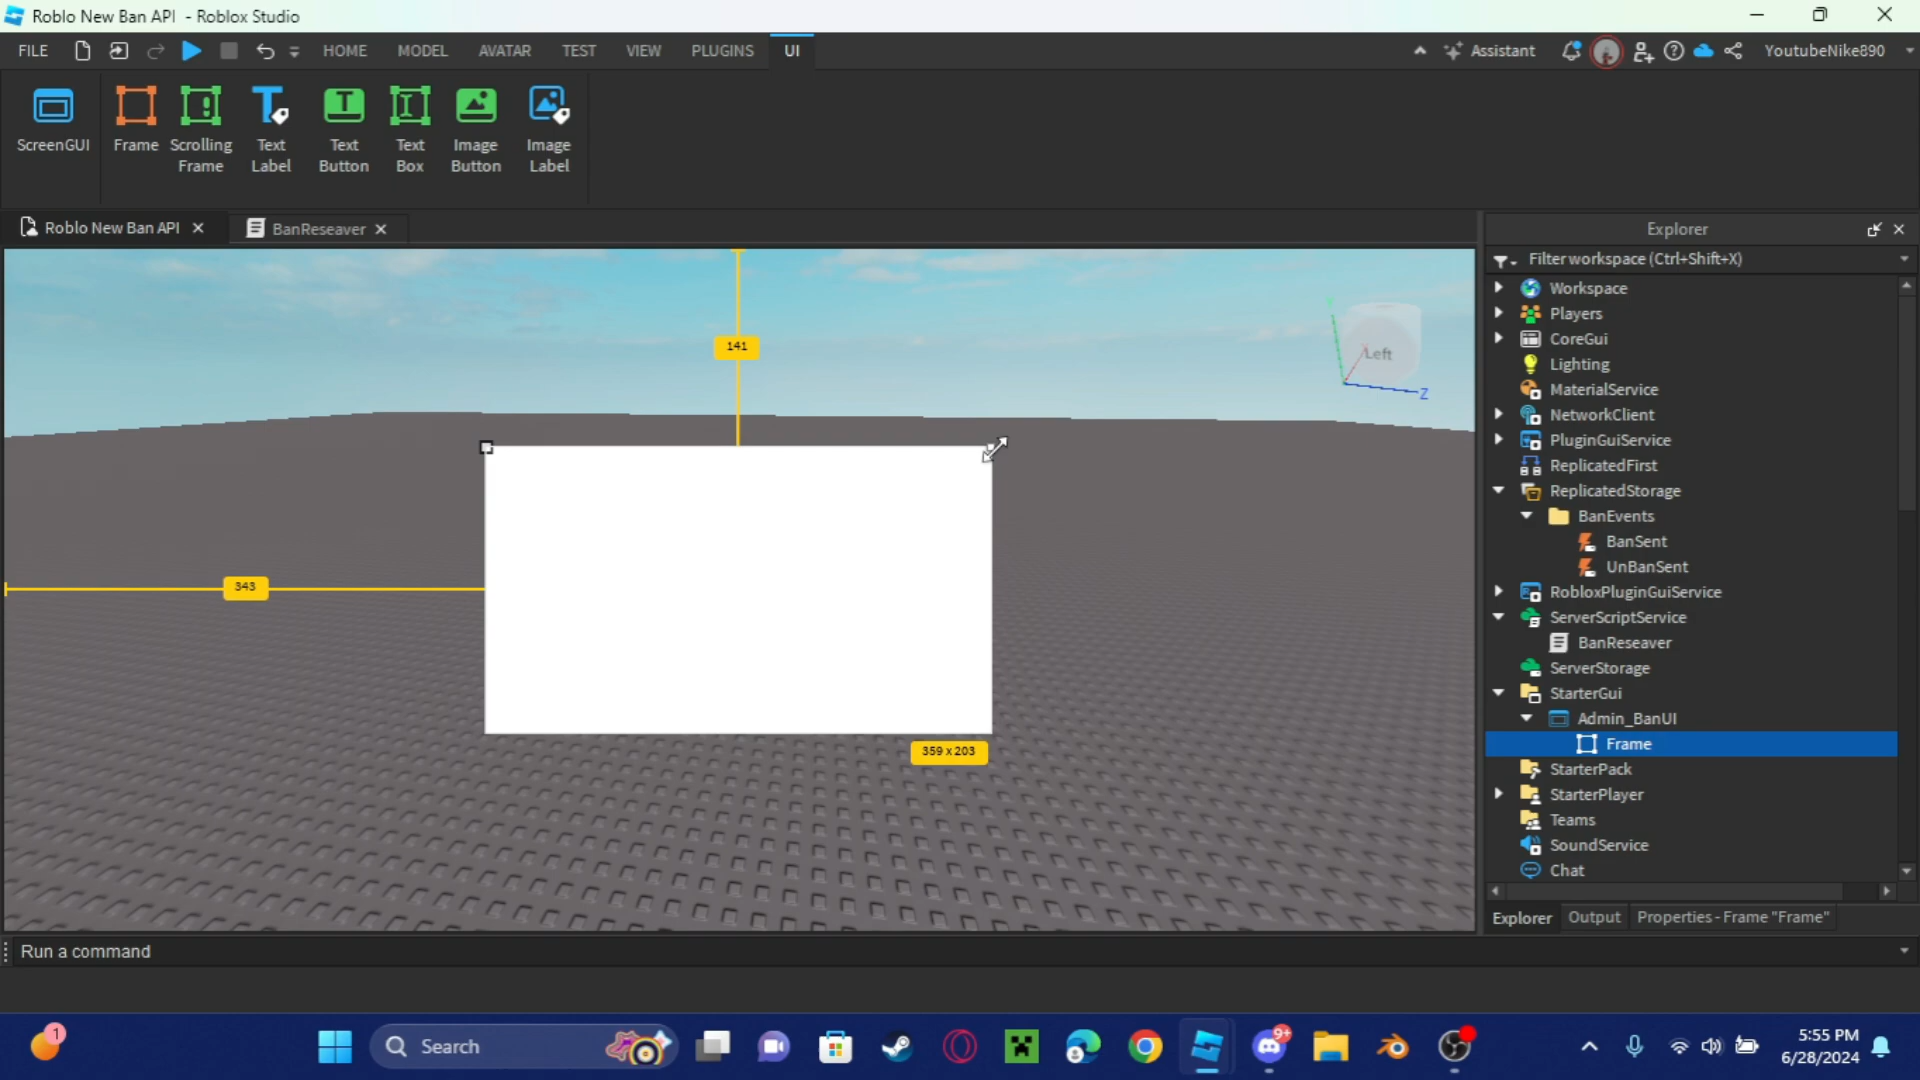 Roblo New Ban API - Roblox Studio
FILE
HOME
MODEL
AVATAR
TEST
VIEW
PLUGINS
UI
Assistant
YoutubeNike890
ScreenGUI
Frame
Scrolling
Frame
Text
Label
Text
Button
Text
Box
Image
Button
Image
Label
Roblo New Ban API
BanReseaver
Explorer
Filter workspace (Ctrl+Shift+X)
141
Left
Z
343
359 x 203
Workspace
Players
CoreGui
Lighting
MaterialService
NetworkClient
PluginGuiService
ReplicatedFirst
ReplicatedStorage
BanEvents
BanSent
UnBanSent
RobloxPluginGuiService
ServerScriptService
BanReseaver
ServerStorage
StarterGui
Admin_BanUI
Frame
StarterPack
StarterPlayer
Teams
SoundService
Chat
Explorer
Output
Properties - Frame "Frame"
Run a command
1
Search
9+
5:55 PM
6/28/2024